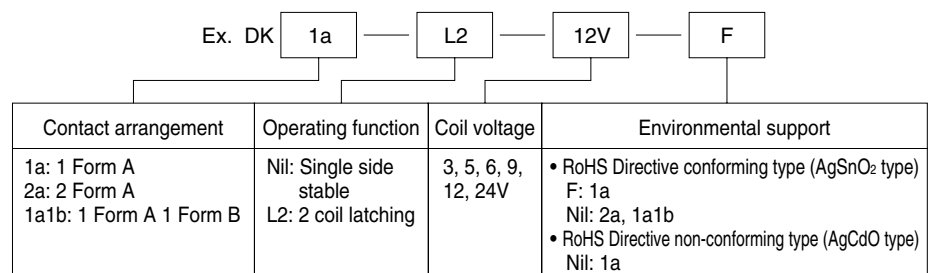 Ex. DK 1a — L2 — 12V — F
Contact arrangement
Operating function
Coil voltage
Environmental support
1a: 1 Form A
2a: 2 Form A
1a1b: 1 Form A 1 Form B
Nil: Single side
stable
L2: 2 coil latching
3, 5, 6, 9,
12, 24V
• RoHS Directive conforming type (AgSnO₂ type)
F: 1a
Nil: 2a, 1a1b
• RoHS Directive non-conforming type (AgCdO type)
Nil: 1a